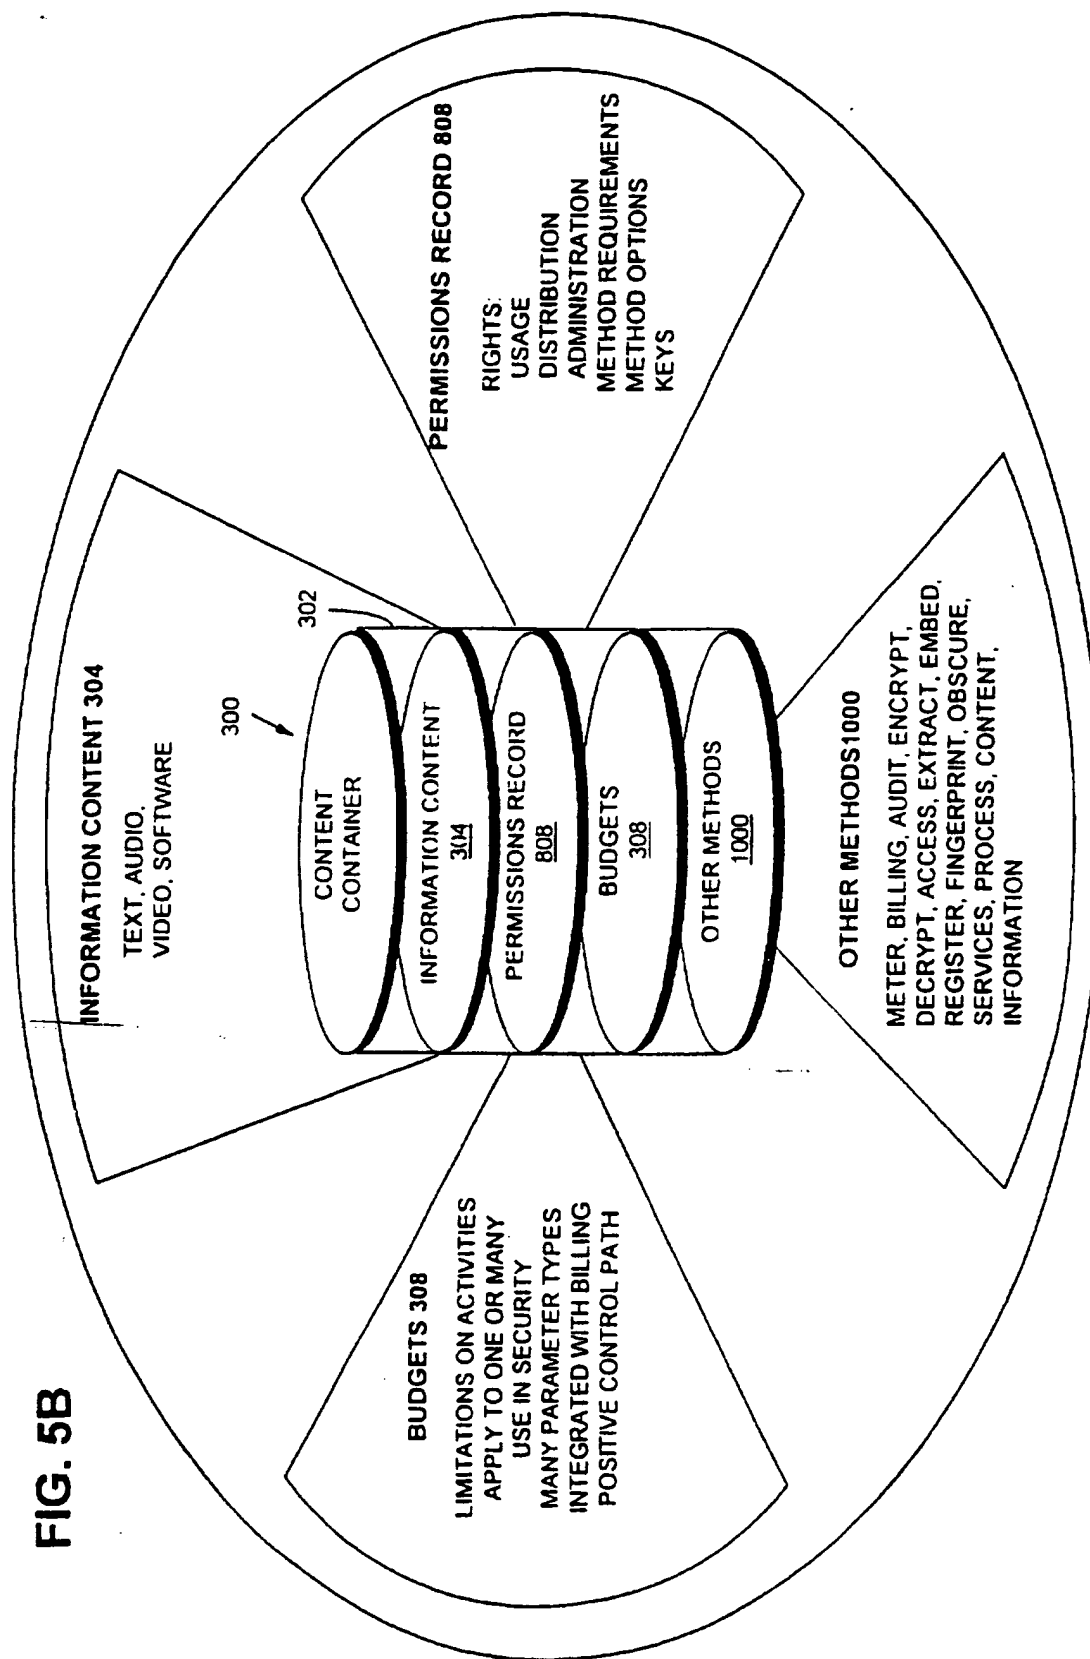 FIG. 5B
INFORMATION CONTENT 304
TEXT, AUDIO.
VIDEO, SOFTWARE
BUDGETS 308
LIMITATIONS ON ACTIVITIES
APPLY TO ONE OR MANY
USE IN SECURITY
MANY PARAMETER TYPES
INTEGRATED WITH BILLING
POSITIVE CONTROL PATH
300
302
CONTENT
CONTAINER
INFORMATION CONTENT
304
PERMISSIONS RECORD
808
BUDGETS
308
OTHER METHODS
1000
PERMISSIONS RECORD 808
RIGHTS:
USAGE
DISTRIBUTION
ADMINISTRATION
METHOD REQUIREMENTS
METHOD OPTIONS
KEYS
OTHER METHODS1000
METER, BILLING, AUDIT, ENCRYPT,
DECRYPT, ACCESS, EXTRACT, EMBED,
REGISTER, FINGERPRINT, OBSCURE,
SERVICES, PROCESS, CONTENT,
INFORMATION